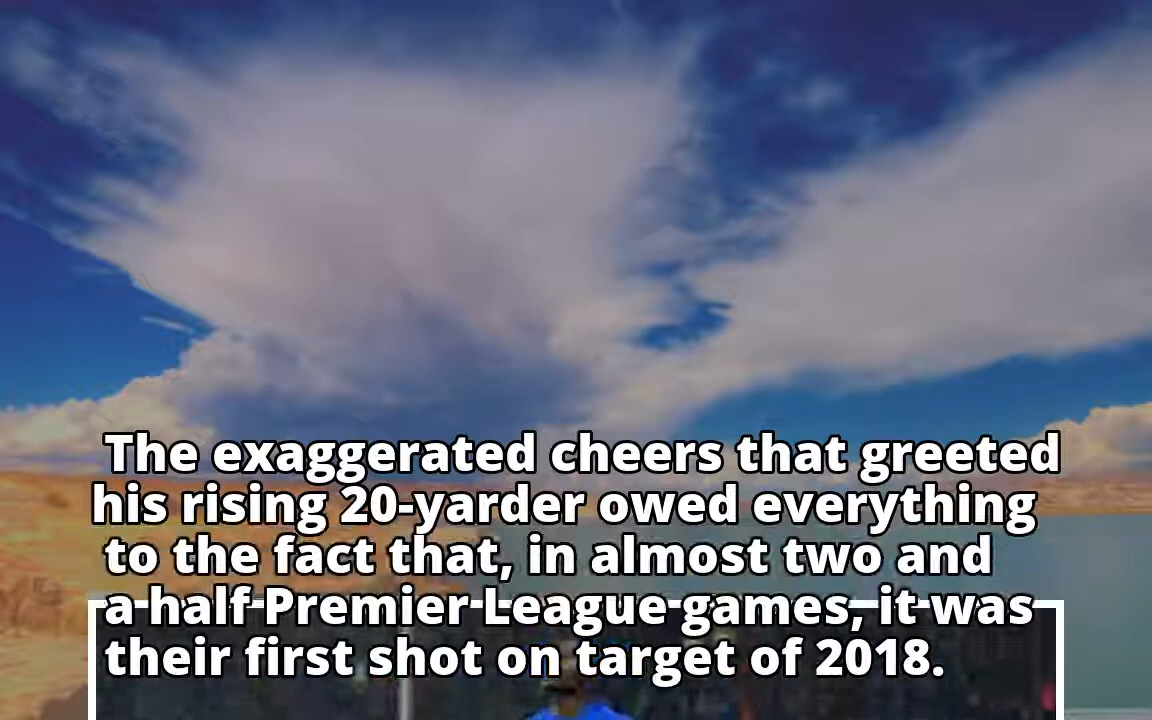 The exaggerated cheers that greeted
his rising 20-yarder owed everything
to the fact that, in almost two and
a half Premier League games, it was
their first shot on target of 2018.